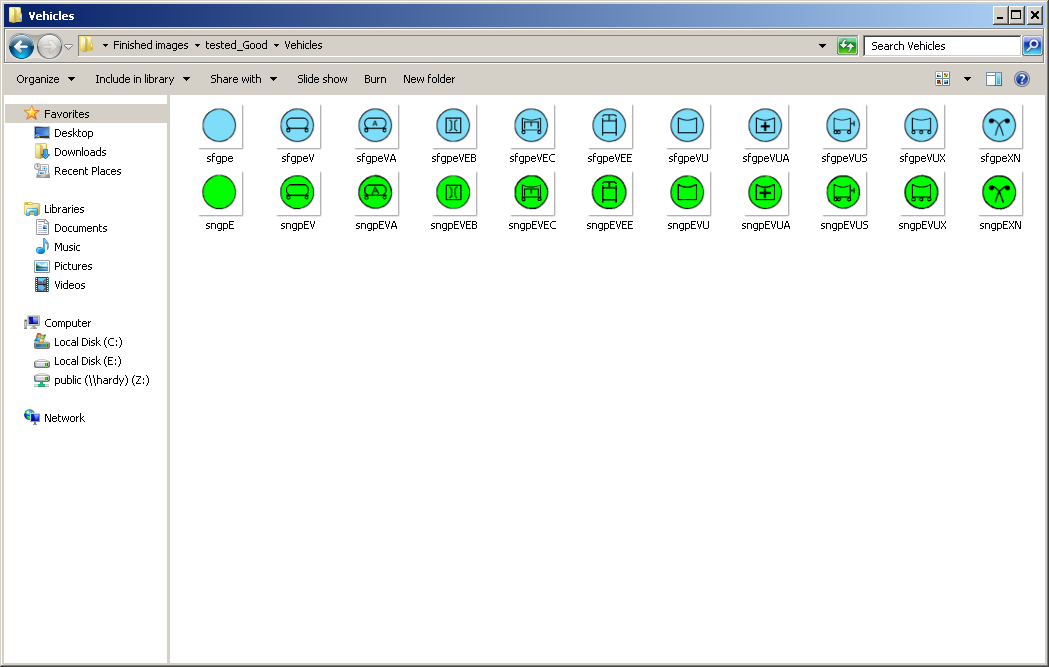 Vehicles
Finished images tested_Good Vehicles
Search Vehicles
Organize Include in library Share with Slide show Burn New folder
Favorites
Desktop
Downloads
Recent Places
Libraries
Documents
Music
Pictures
Videos
Computer
Local Disk (C:)
Local Disk (E:)
public (\\hardy) (Z:)
Network
A
sfgpe sfgpeV sfgpeVA sfgpeVEB sfgpeVEC sfgpeVEE sfgpeVU sfgpeVUA sfgpeVUS sfgpeVUX sfgpeXN
A
sngpE sngpEV sngpEVA sngpEVEB sngpEVEC sngpEVEE sngpEVU sngpEVUA sngpEVUS sngpEVUX sngpEXN